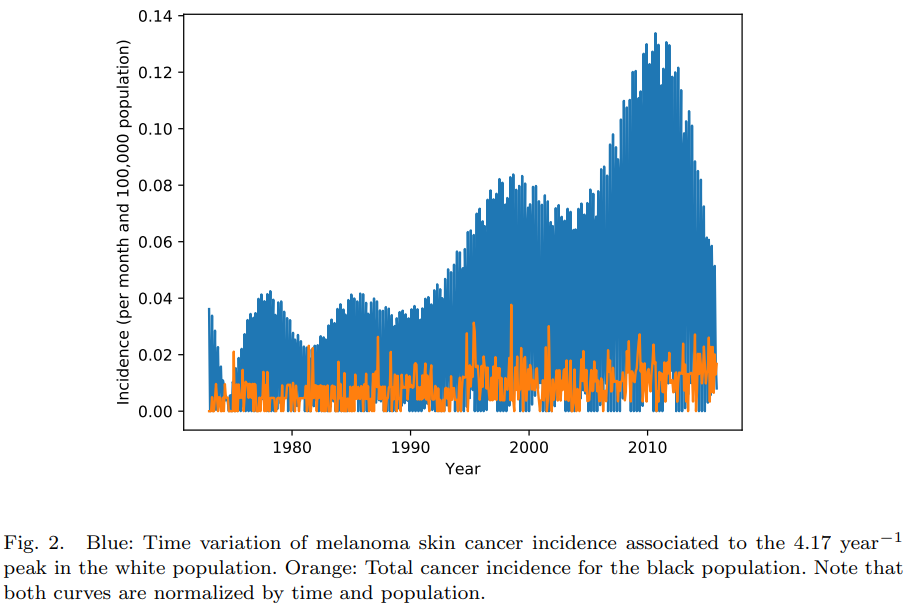 0.14
0.12
0.10
0.08
0.06
0.04
0.02
0.00
Incidence (per month and 100,000 population)
1980 1990 2000 2010
Year
Fig. 2. Blue: Time variation of melanoma skin cancer incidence associated to the 4.17 year⁻¹
peak in the white population. Orange: Total cancer incidence for the black population. Note that
both curves are normalized by time and population.